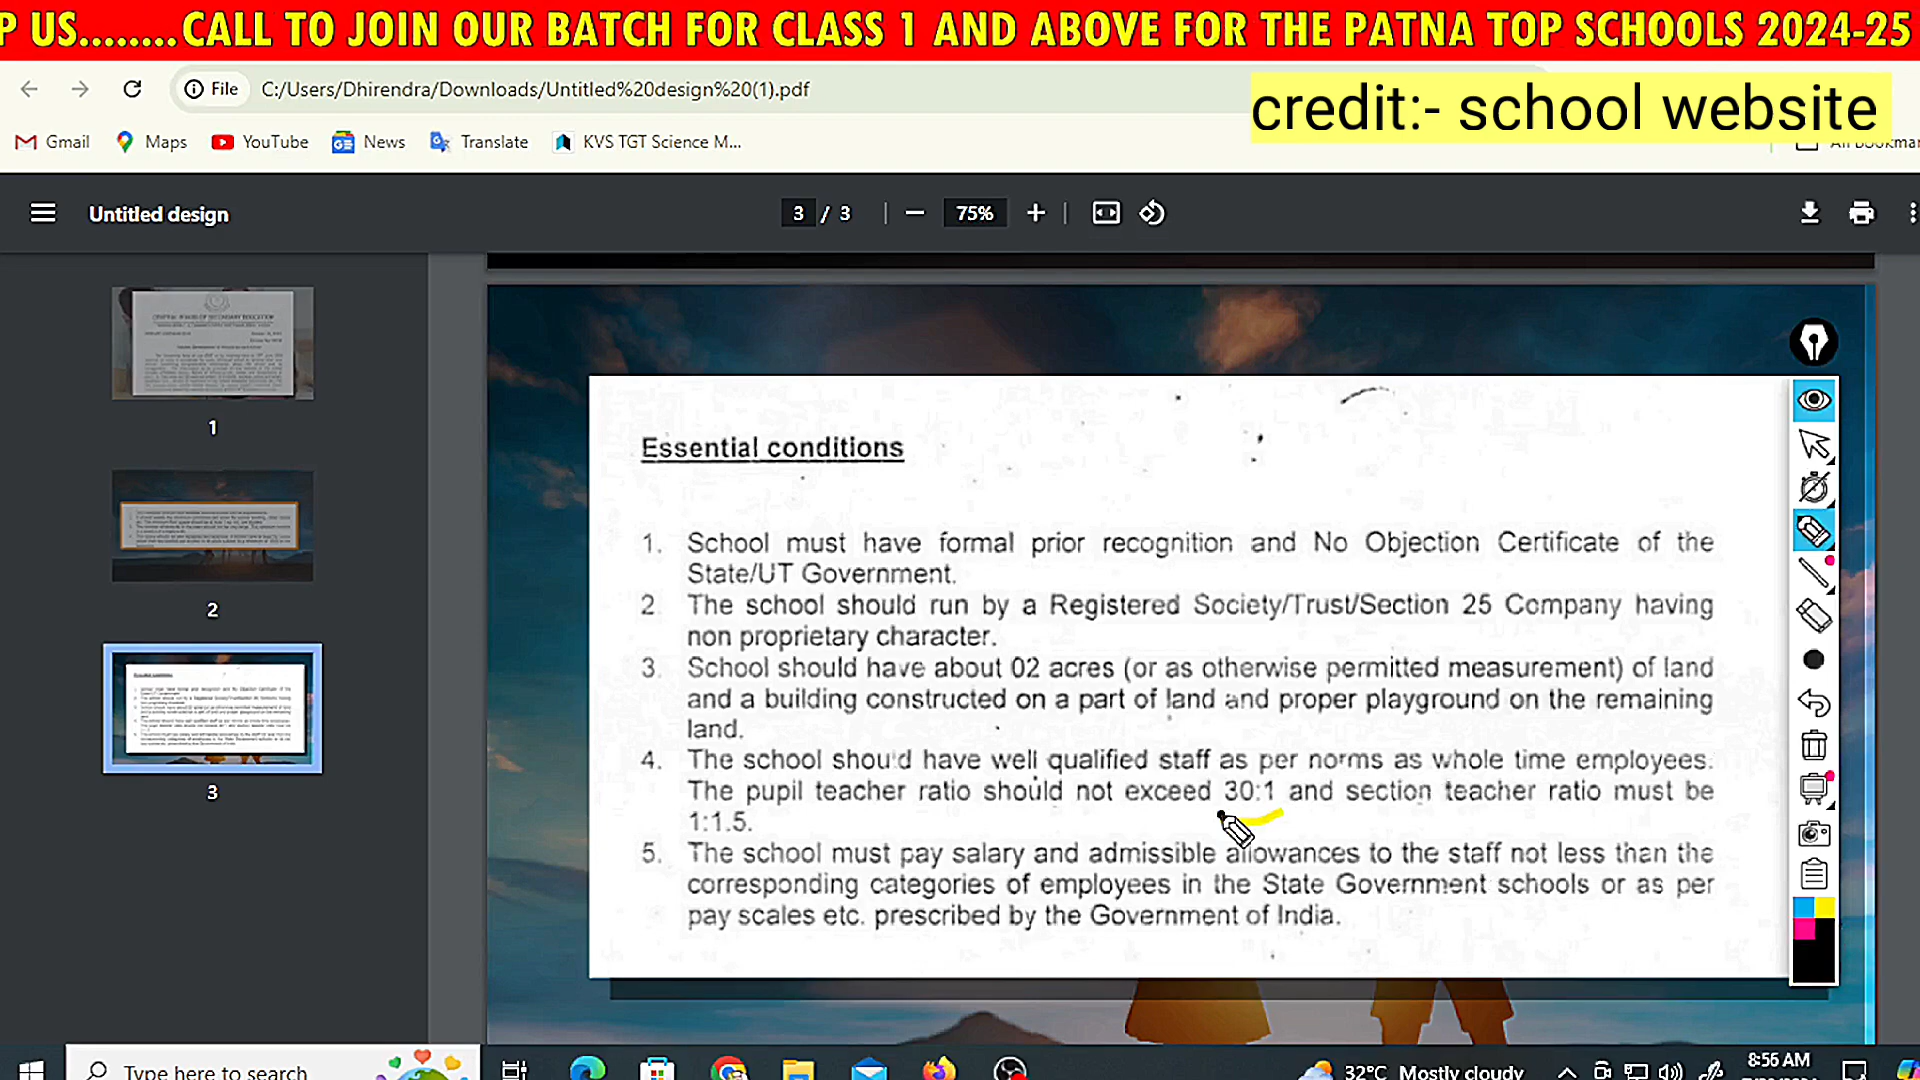 P US........CALL TO JOIN OUR BATCH FOR CLASS 1 AND ABOVE FOR THE PATNA TOP SCHOOLS 2024-25
File C:/Users/Dhirendra/Downloads/Untitled%20design%20(1).pdf
credit:- school website
Gmail Maps YouTube News Translate KVS TGT Science M...
Untitled design 3 / 3 75%
CENTRAL BOARD OF SECONDARY EDUCATION
1
2
3
Essential conditions
1. School must have formal prior recognition and No Objection Certificate of the
State/UT Government.
2 The school should run by a Registered Society/Trust/Section 25 Company having
non proprietary character.
3 School should have about 02 acres (or as otherwise permitted measurement) of land
and a building constructed on a part of land and proper playground on the remaining
land.
4. The school should have well qualified staff as per norms as whole time employees.
The pupil teacher ratio should not exceed 30:1 and section teacher ratio must be
1:1.5.
5. The school must pay salary and admissible allowances to the staff not less than the
corresponding categories of employees in the State Government schools or as per
pay scales etc. prescribed by the Government of India.
Type here to search
32°C Mostly cloudy
8:56 AM